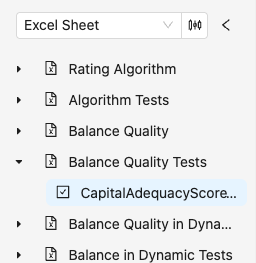 Excel Sheet
Rating Algorithm
Algorithm Tests
Balance Quality
Balance Quality Tests
CapitalAdequacyScore...
Balance Quality in Dyna...
Balance in Dynamic Tests